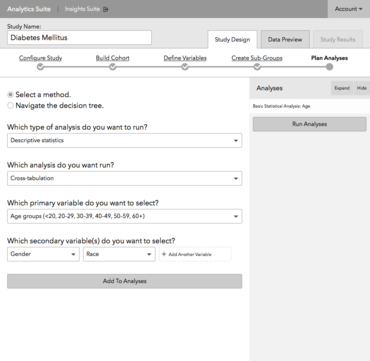 Analytics Suite Insights Suite Account
Study Name:
Diabetes Mellitus
Study Design Data Preview Study Results
Configure Study Build Cohort Define Variables Create Sub-Groups Plan Analyses
Select a method.
Navigate the decision tree.
Analyses Expand Hide
Basic Statistical Analysis: Age
Run Analyses
Which type of analysis do you want to run?
Descriptive statistics
Which analysis do you want run?
Cross-tabulation
Which primary variable do you want to select?
Age groups (<20, 20-29, 30-39, 40-49, 50-59, 60+)
Which secondary variable(s) do you want to select?
Gender Race + Add Another Variable
Add To Analyses